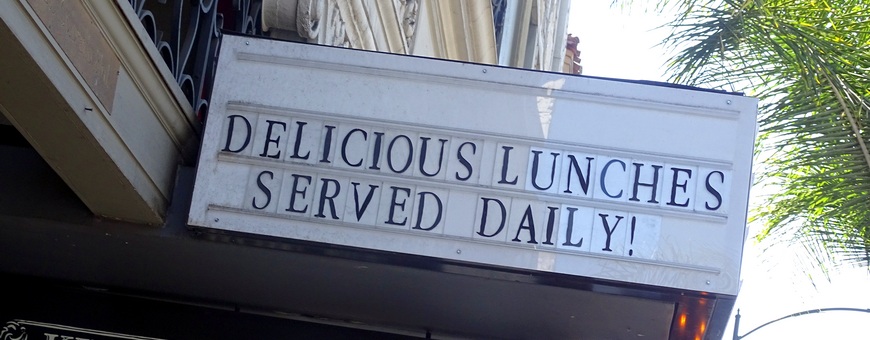 DELICIOUS LUNCHES
SERVED DAILY!